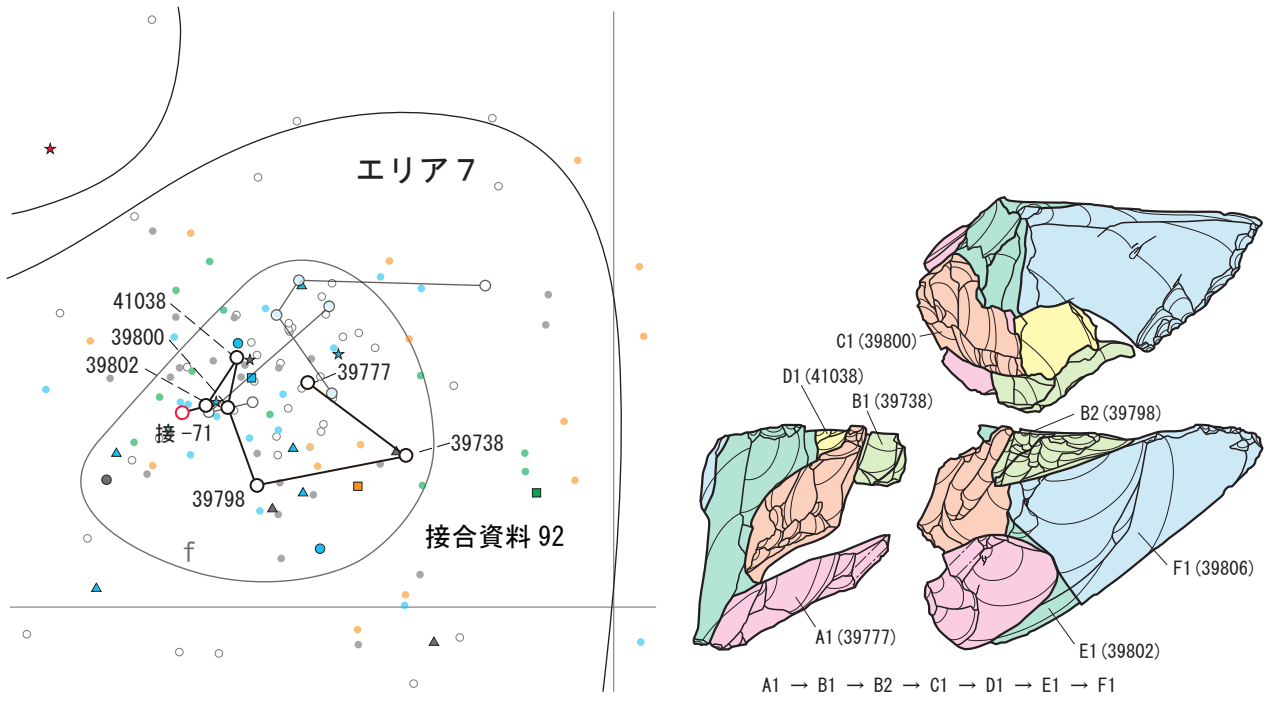 エリア７
41038
39800
39802
39777
接−71
39738
39798
接合資料 92
f
C1(39800)
D1(41038)
B1(39738)
B2(39798)
F1(39806)
A1(39777)
E1(39802)
A1 → B1 → B2 → C1 → D1 → E1 → F1